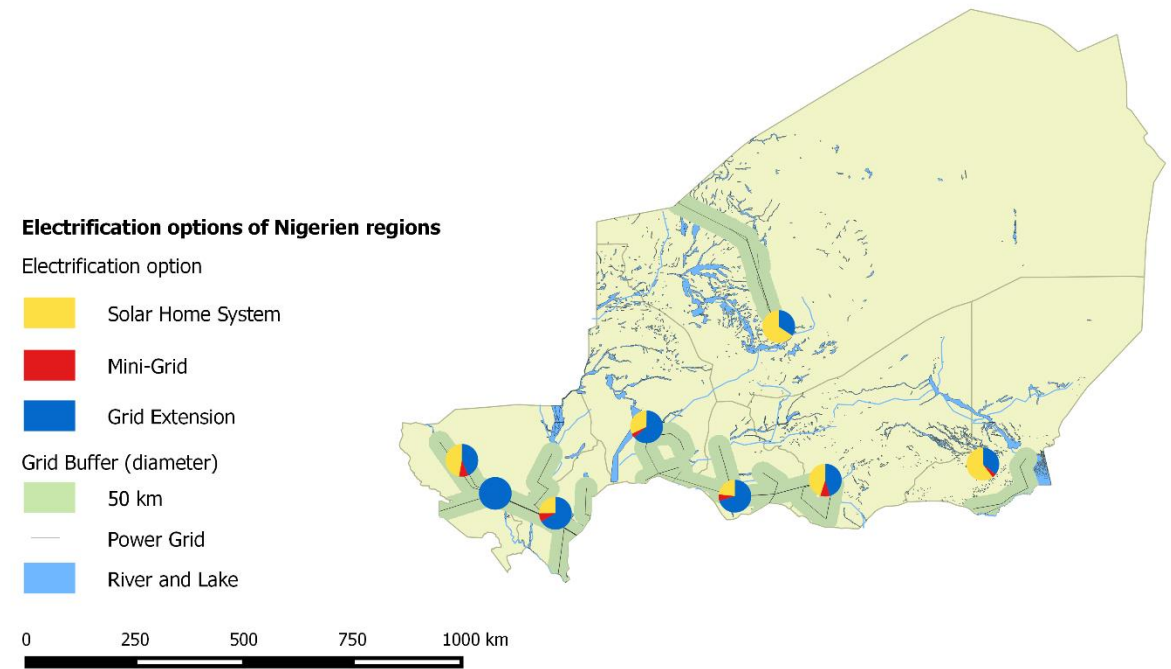 Electrification options of Nigerien regions
Electrification option
Solar Home System
Mini-Grid
Grid Extension
Grid Buffer (diameter)
50 km
Power Grid
River and Lake
0 250 500 750 1000 km